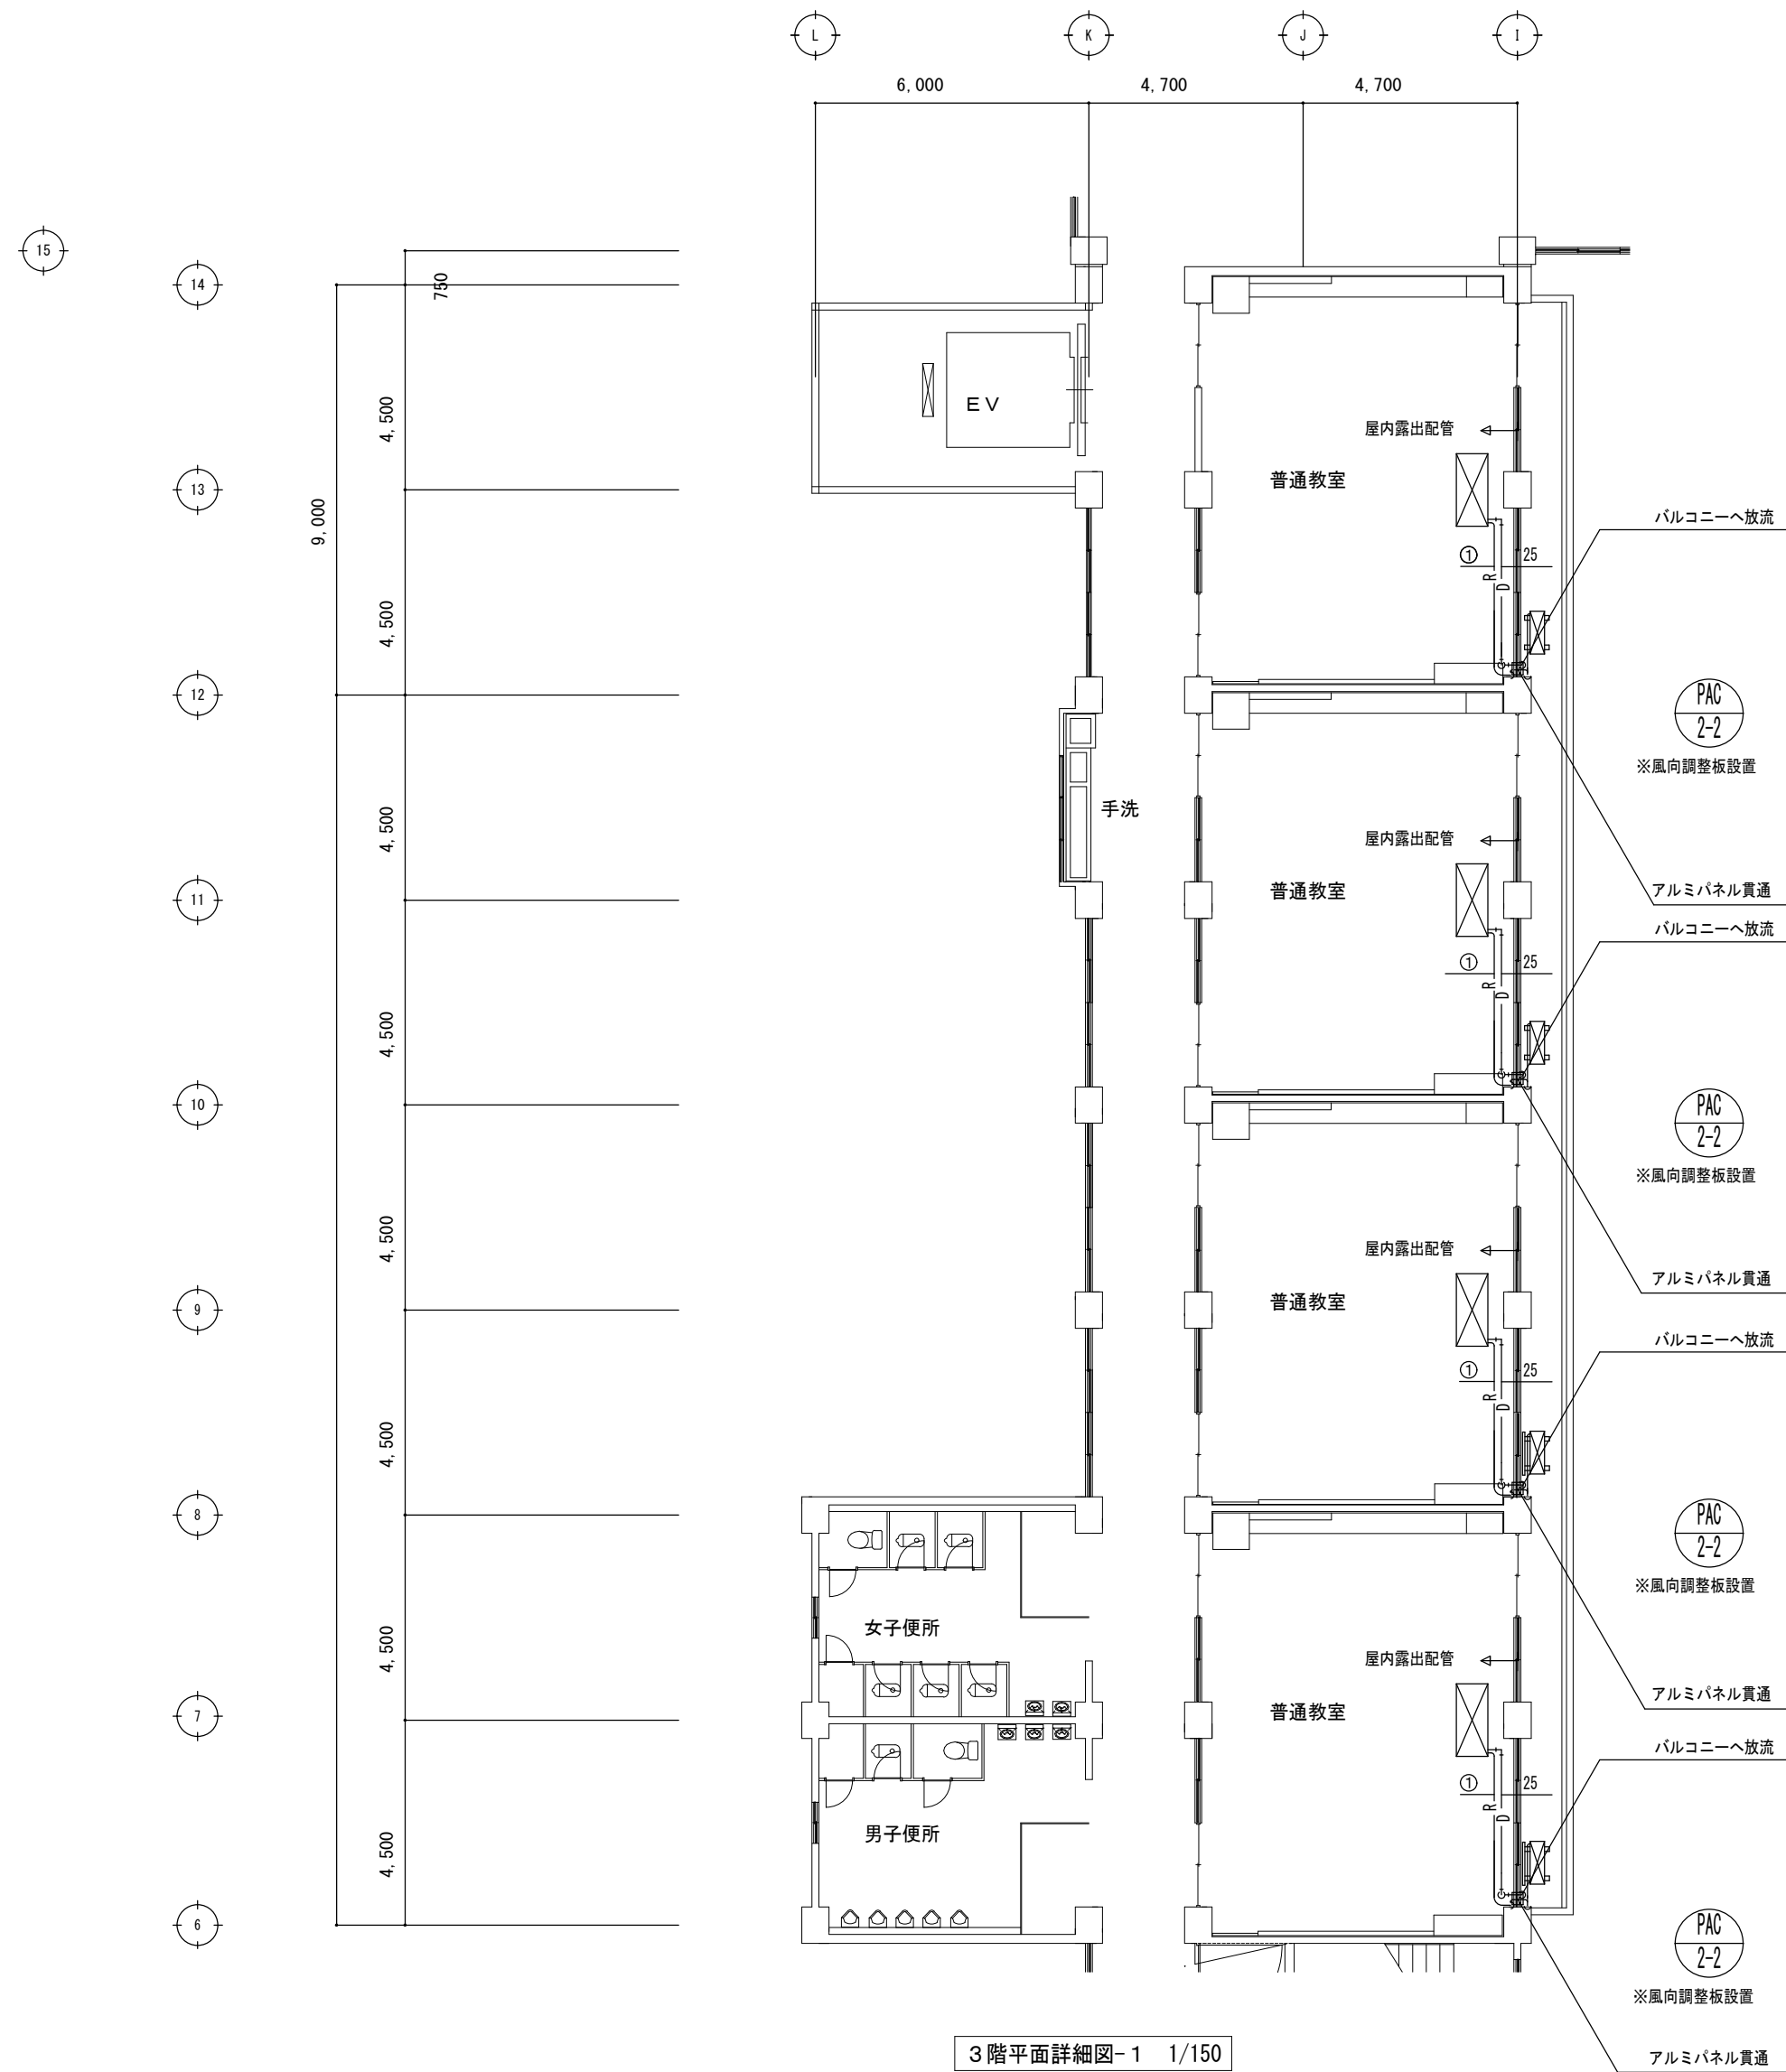 L K J I
6,000 4,700 4,700
15
14
750
4,500
EV
屋内露出配管
普通教室
13
9,000
バルコニーへ放流
① 25
R
D
4,500
12
PAC
2-2
※風向調整板設置
手洗
4,500
屋内露出配管
普通教室
アルミパネル貫通
11
バルコニーへ放流
① 25
R
D
4,500
10
PAC
2-2
※風向調整板設置
4,500
屋内露出配管
アルミパネル貫通
普通教室
9
バルコニーへ放流
① 25
R
D
4,500
8
PAC
2-2
※風向調整板設置
女子便所
4,500
屋内露出配管
アルミパネル貫通
普通教室
7
バルコニーへ放流
① 25
R
D
男子便所
4,500
6
PAC
2-2
※風向調整板設置
3階平面詳細図-1 1/150
アルミパネル貫通